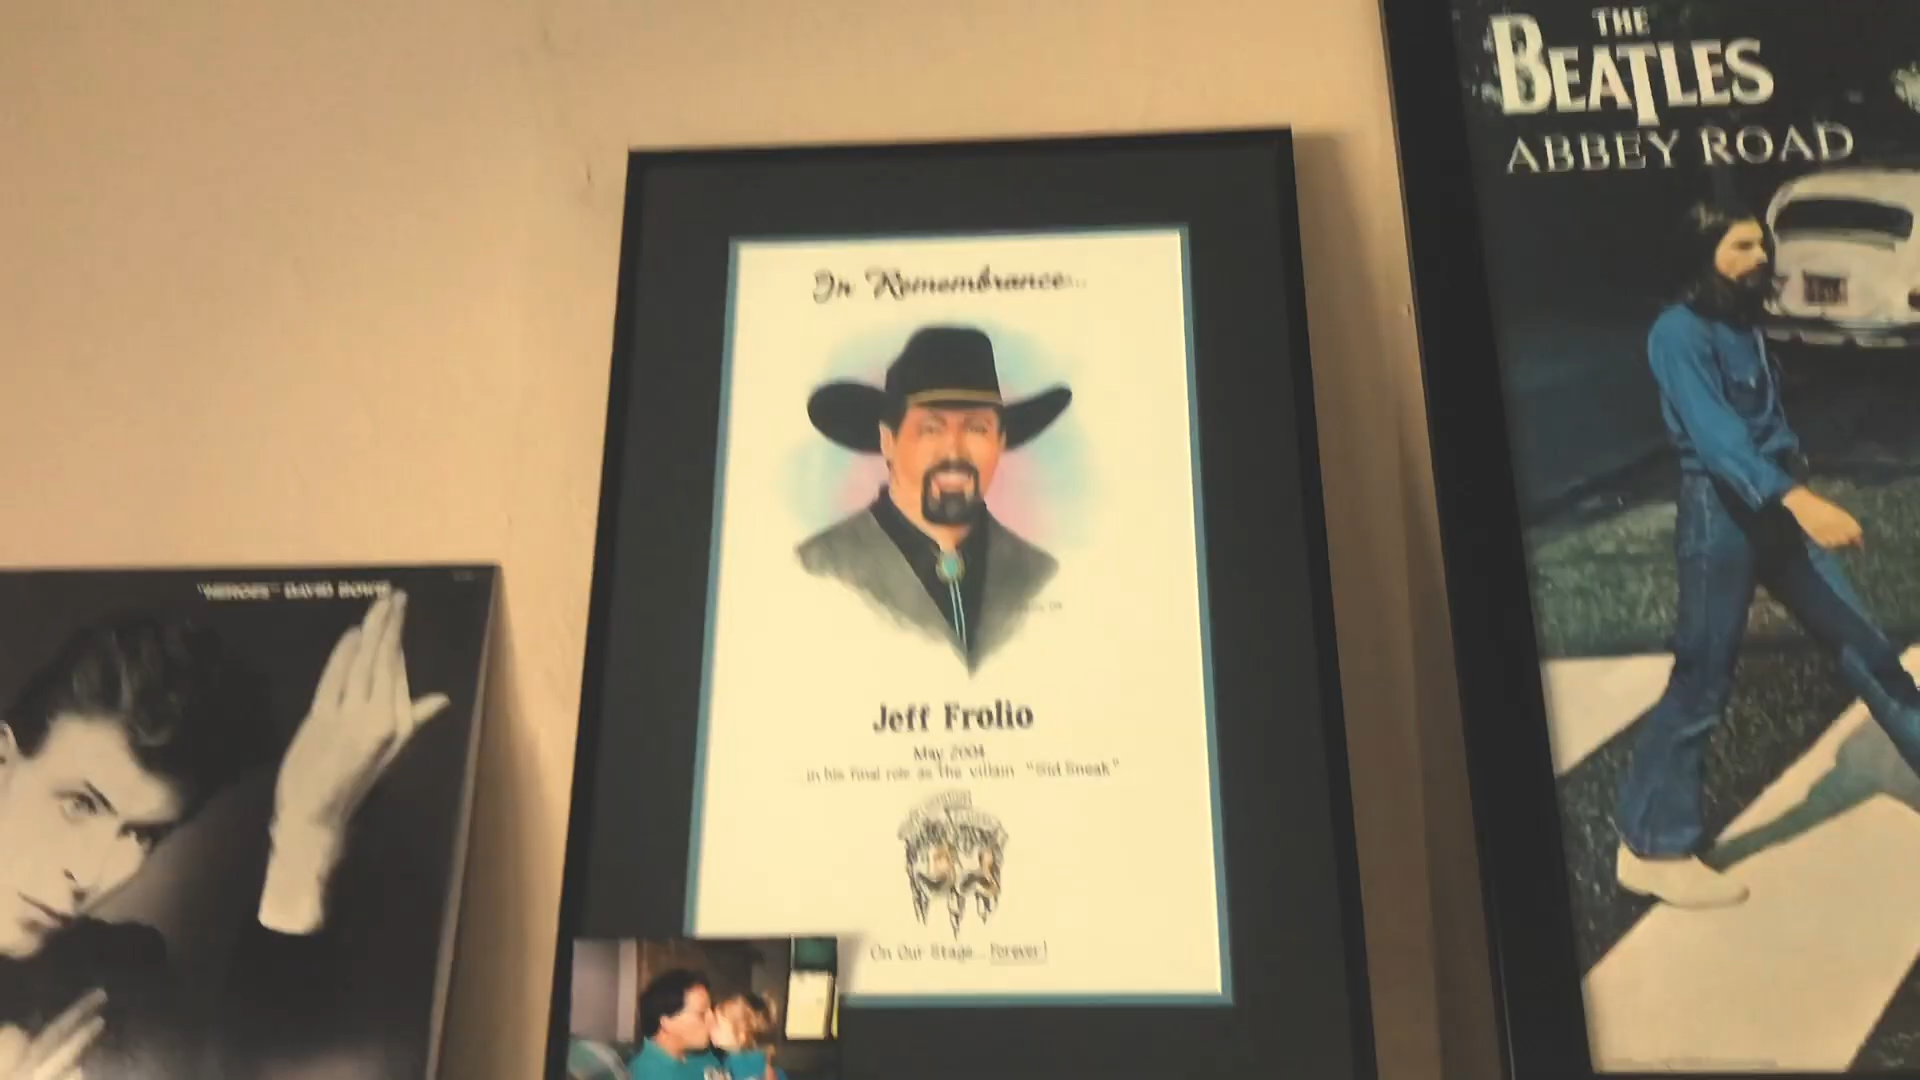 "HEROES" DAVID BOWIE
In Remembrance...
Jeff Frolio
May 2004
in his final role as the villain "Sid Sneak"
On Our Stage... Forever!
THE
BEATLES
ABBEY ROAD